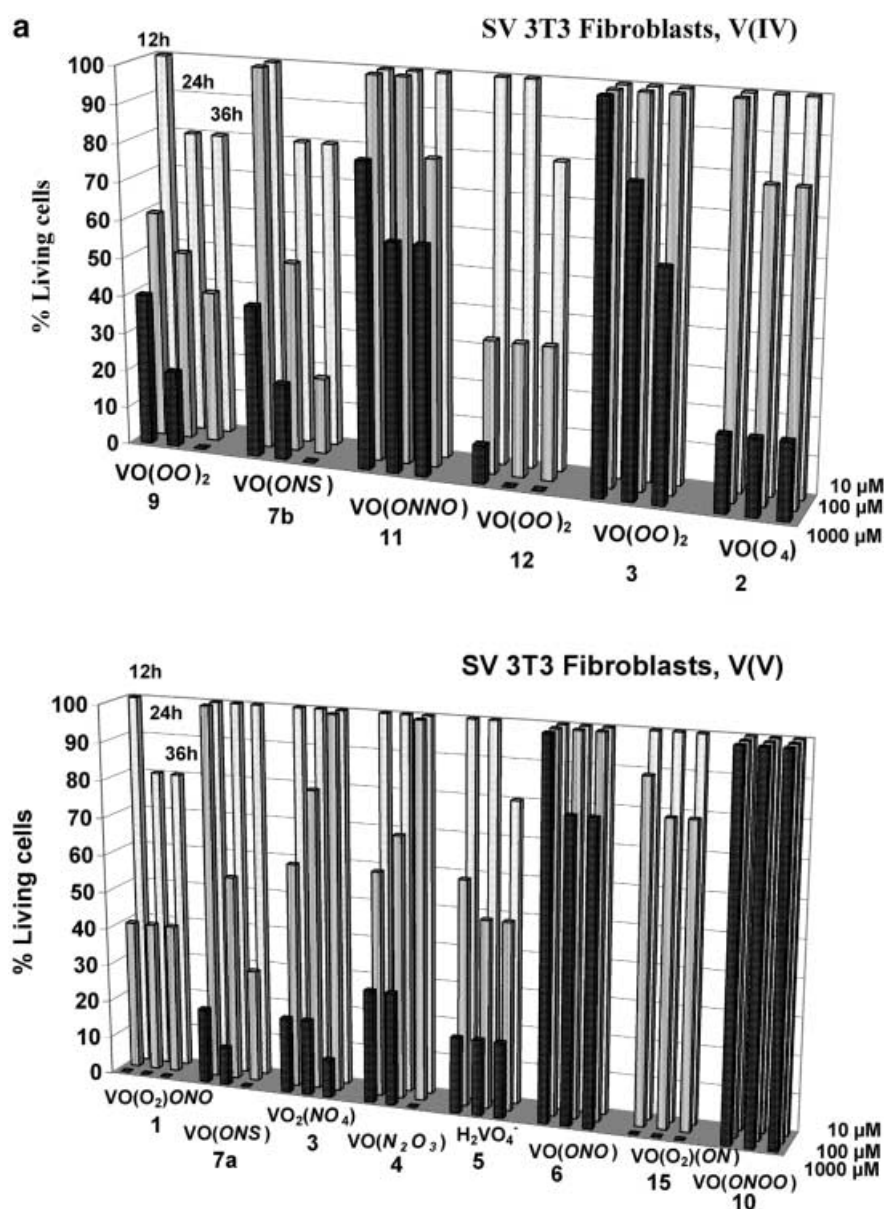 a
SV 3T3 Fibroblasts, V(IV)
12h
24h
36h
% Living cells
100
90
80
70
60
50
40
30
20
10
0
VO(OO)₂
9
VO(ONS)
7b
VO(ONNO)
11
VO(OO)₂
12
VO(OO)₂
3
VO(O₄)
2
10 µM
100 µM
1000 µM
SV 3T3 Fibroblasts, V(V)
12h
24h
36h
% Living cells
100
90
80
70
60
50
40
30
20
10
0
VO(O₂)ONO
1
VO(ONS)
7a
VO₂(NO₄)
3
VO(N₂O₃)
4
H₂VO₄⁻
5
VO(ONO)
6
VO(O₂)(ON)
15
VO(ONOO)
10
10 µM
100 µM
1000 µM